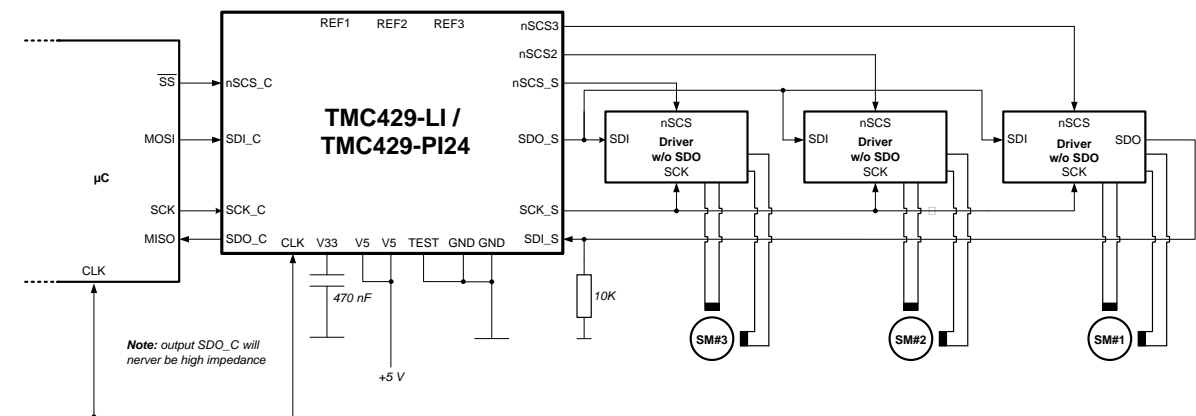 REF1 REF2 REF3
nSCS3
nSCS2
SS
nSCS_C
nSCS_S
TMC429-LI /
TMC429-PI24
nSCS
nSCS
nSCS
MOSI
SDI_C
SDO_S
SDI
Driver
w/o SDO
SCK
SDI
Driver
w/o SDO
SCK
SDI
Driver
w/o SDO
SCK
SDO
µC
SCK
SCK_C
SCK_S
MISO
SDO_C
CLK V33 V5 V5 TEST GND GND
SDI_S
CLK
470 nF
10K
Note: output SDO_C will
nerver be high impedance
SM#3
SM#2
SM#1
+5 V